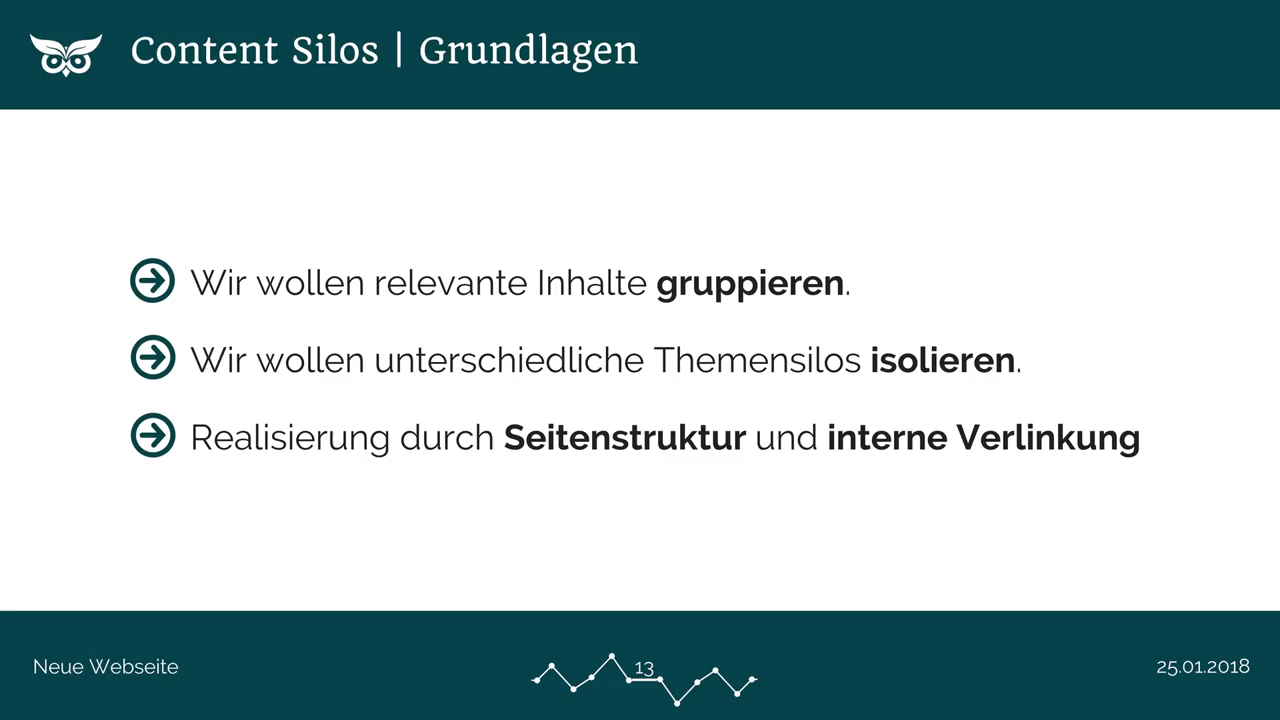 Content Silos | Grundlagen
Wir wollen relevante Inhalte gruppieren.
Wir wollen unterschiedliche Themensilos isolieren.
Realisierung durch Seitenstruktur und interne Verlinkung
Neue Webseite
13
25.01.2018